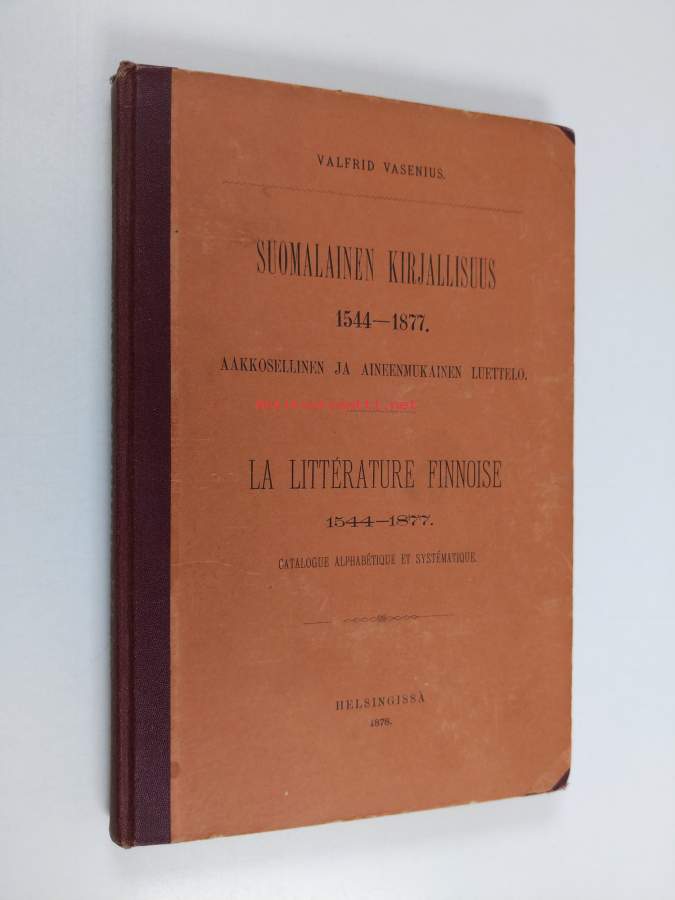 VALFRID VASENIUS.
SUOMALAINEN KIRJALLISUUS
1544—1877.
AAKKOSELLINEN JA AINEENMUKAINEN LUETTELO.
LA LITTÉRATURE FINNOISE
1544—1877.
CATALOGUE ALPHABÉTIQUE ET SYSTÉMATIQUE.
HELSINGISSÄ
1878.